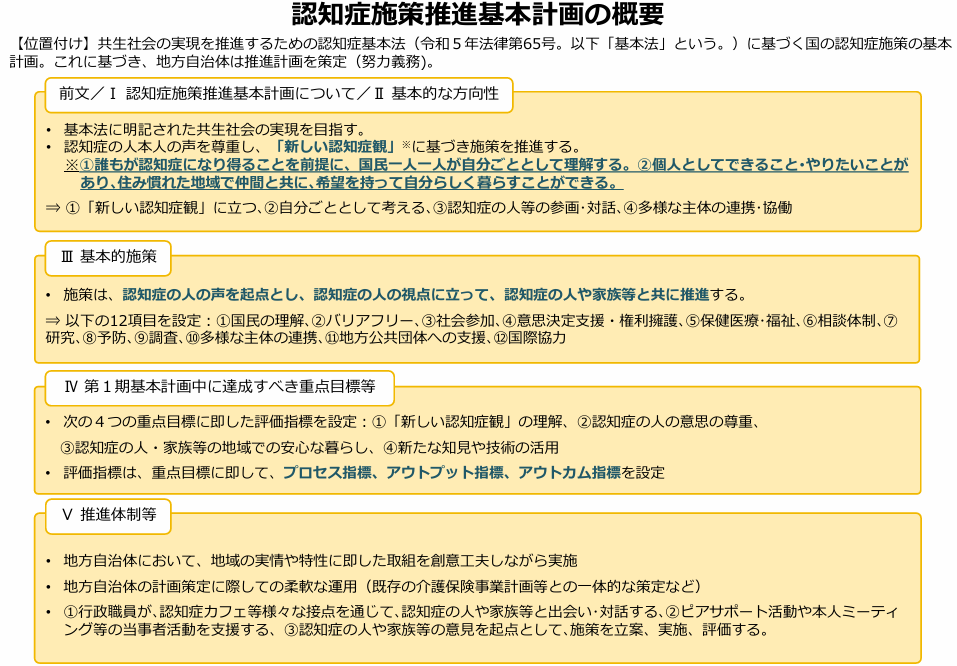 認知症施策推進基本計画の概要
【位置付け】共生社会の実現を推進するための認知症基本法（令和５年法律第65号。以下「基本法」という。）に基づく国の認知症施策の基本
計画。これに基づき、地方自治体は推進計画を策定（努力義務)。
前文／Ⅰ 認知症施策推進基本計画について／Ⅱ 基本的な方向性
• 基本法に明記された共生社会の実現を目指す。
• 認知症の人本人の声を尊重し、「新しい認知症観」※に基づき施策を推進する。
※①誰もが認知症になり得ることを前提に、国民一人一人が自分ごととして理解する。②個人としてできること・やりたいことが
あり、住み慣れた地域で仲間と共に、希望を持って自分らしく暮らすことができる。
⇒ ①「新しい認知症観」に立つ、②自分ごととして考える、③認知症の人等の参画・対話、④多様な主体の連携・協働
Ⅲ 基本的施策
• 施策は、認知症の人の声を起点とし、認知症の人の視点に立って、認知症の人や家族等と共に推進する。
⇒ 以下の12項目を設定：①国民の理解、②バリアフリー、③社会参加、④意思決定支援・権利擁護、⑤保健医療・福祉、⑥相談体制、⑦
研究、⑧予防、⑨調査、⑩多様な主体の連携、⑪地方公共団体への支援、⑫国際協力
Ⅳ 第１期基本計画中に達成すべき重点目標等
• 次の４つの重点目標に即した評価指標を設定：①「新しい認知症観」の理解、②認知症の人の意思の尊重、
③認知症の人・家族等の地域での安心な暮らし、④新たな知見や技術の活用
• 評価指標は、重点目標に即して、プロセス指標、アウトプット指標、アウトカム指標を設定
Ⅴ 推進体制等
• 地方自治体において、地域の実情や特性に即した取組を創意工夫しながら実施
• 地方自治体の計画策定に際しての柔軟な運用（既存の介護保険事業計画等との一体的な策定など）
• ①行政職員が、認知症カフェ等様々な接点を通じて、認知症の人や家族等と出会い・対話する、②ピアサポート活動や本人ミーティ
ング等の当事者活動を支援する、③認知症の人や家族等の意見を起点として、施策を立案、実施、評価する。